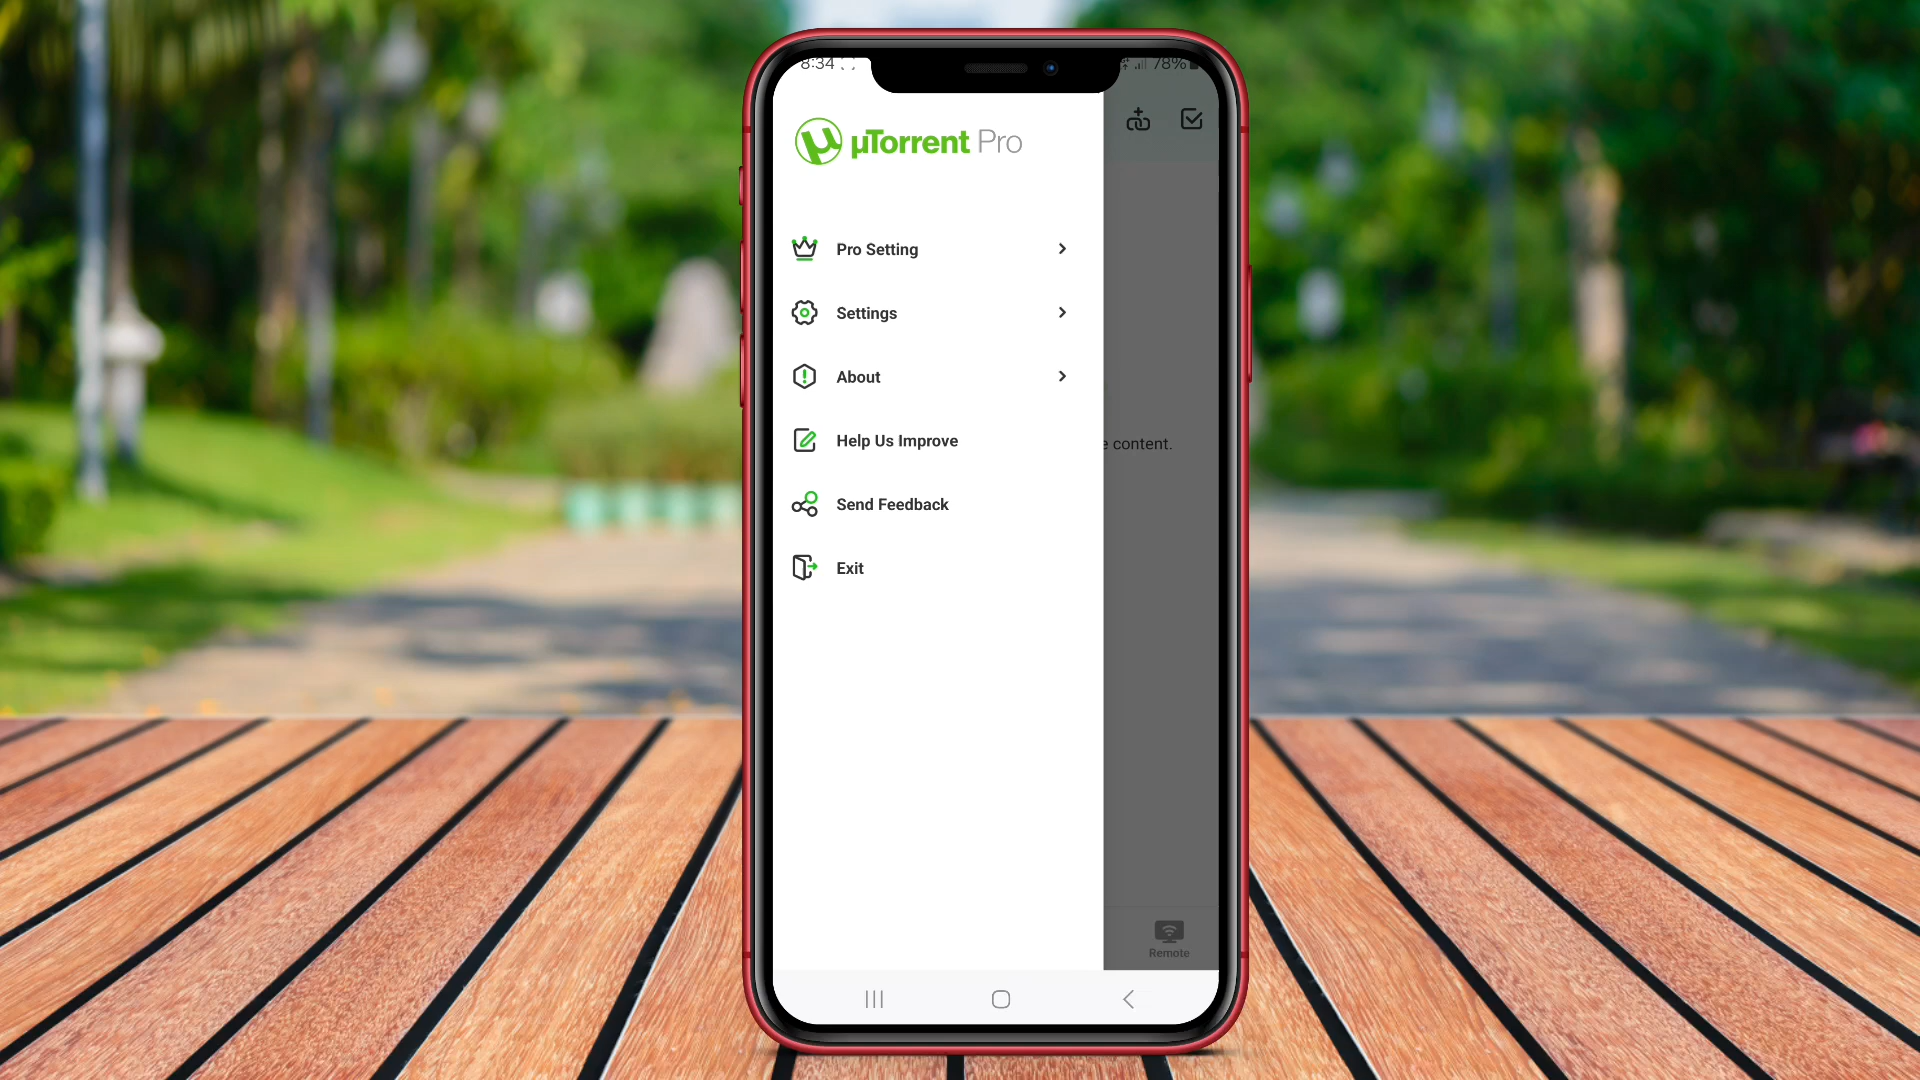 8:34
78%
µTorrent Pro
Pro Setting
Settings
About
Help Us Improve
content.
Send Feedback
Exit
Remote